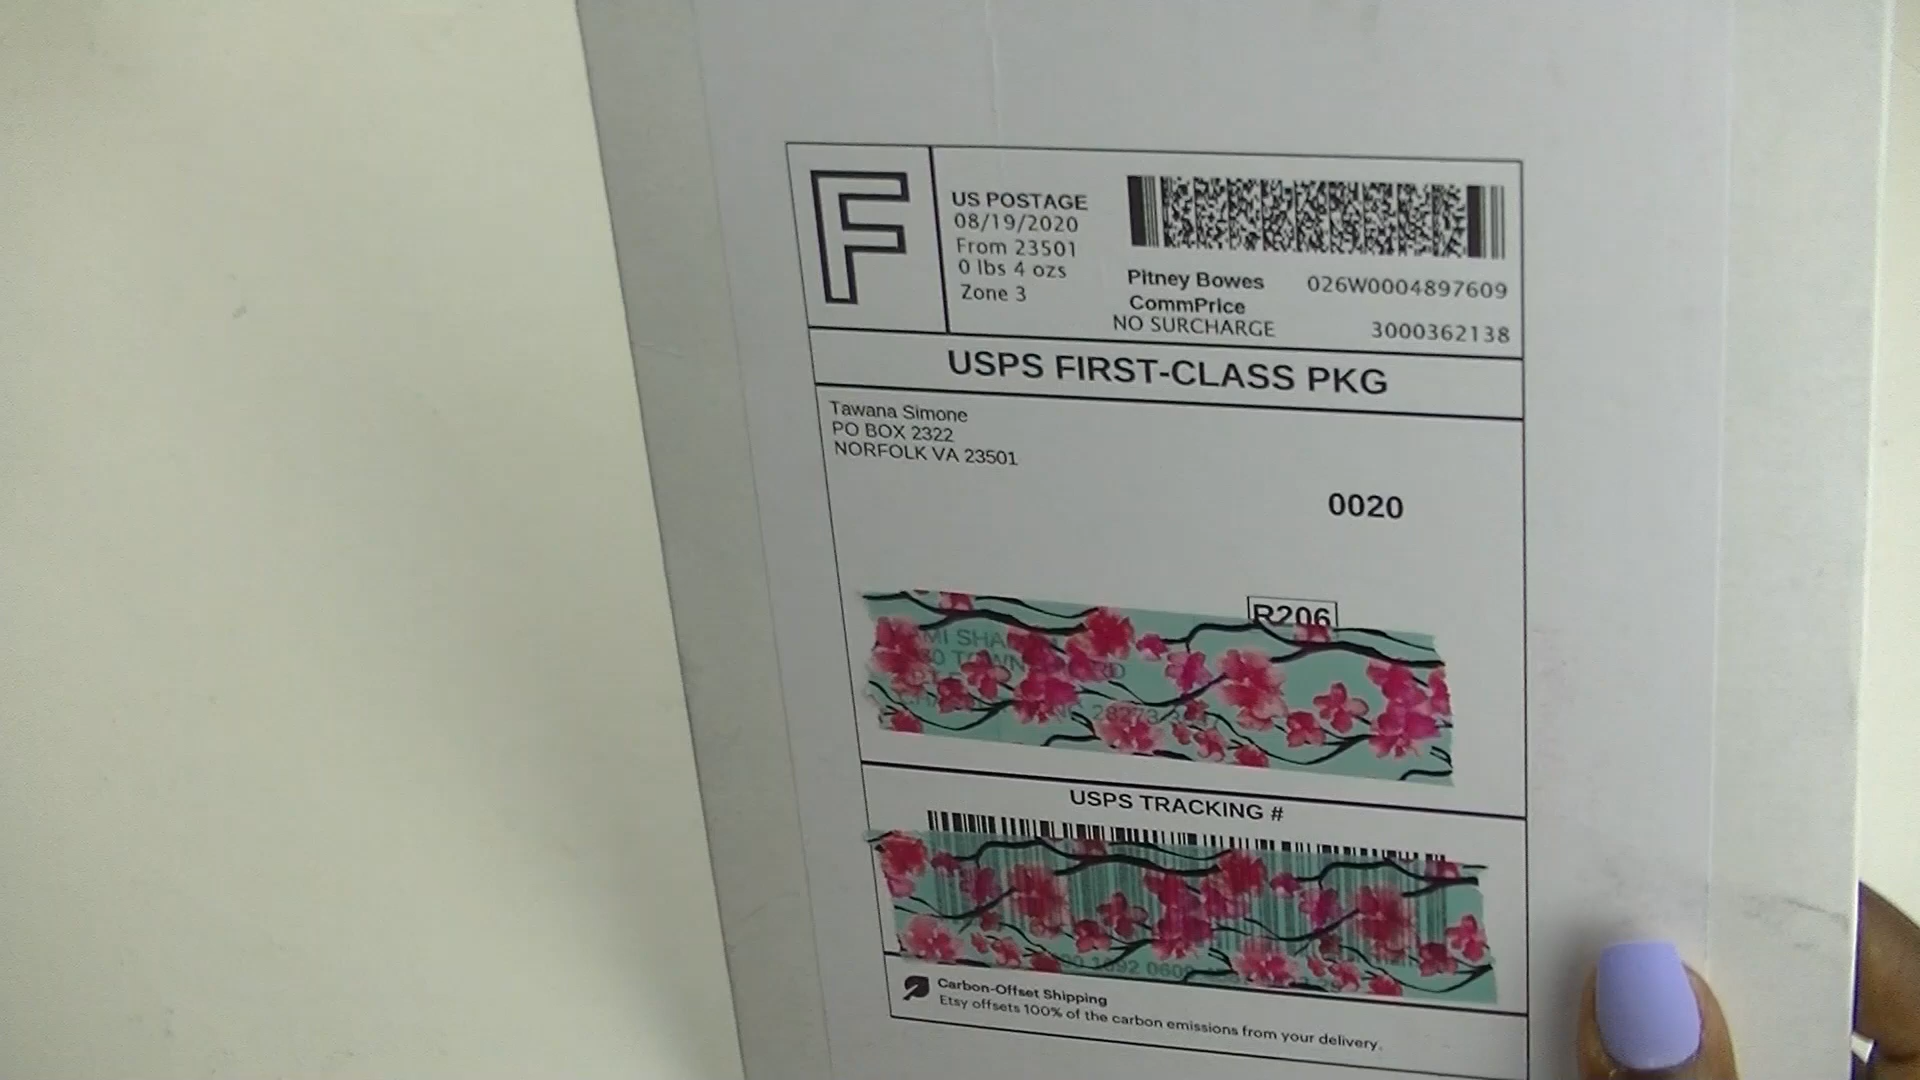 F
US POSTAGE
08/19/2020
From 23501
0 lbs 4 ozs
Zone 3
Pitney Bowes
CommPrice
NO SURCHARGE
026W0004897609
3000362138
USPS FIRST-CLASS PKG
Tawana Simone
PO BOX 2322
NORFOLK VA 23501
0020
R206
USPS TRACKING #
Carbon-Offset Shipping
Etsy offsets 100% of the carbon emissions from your delivery.